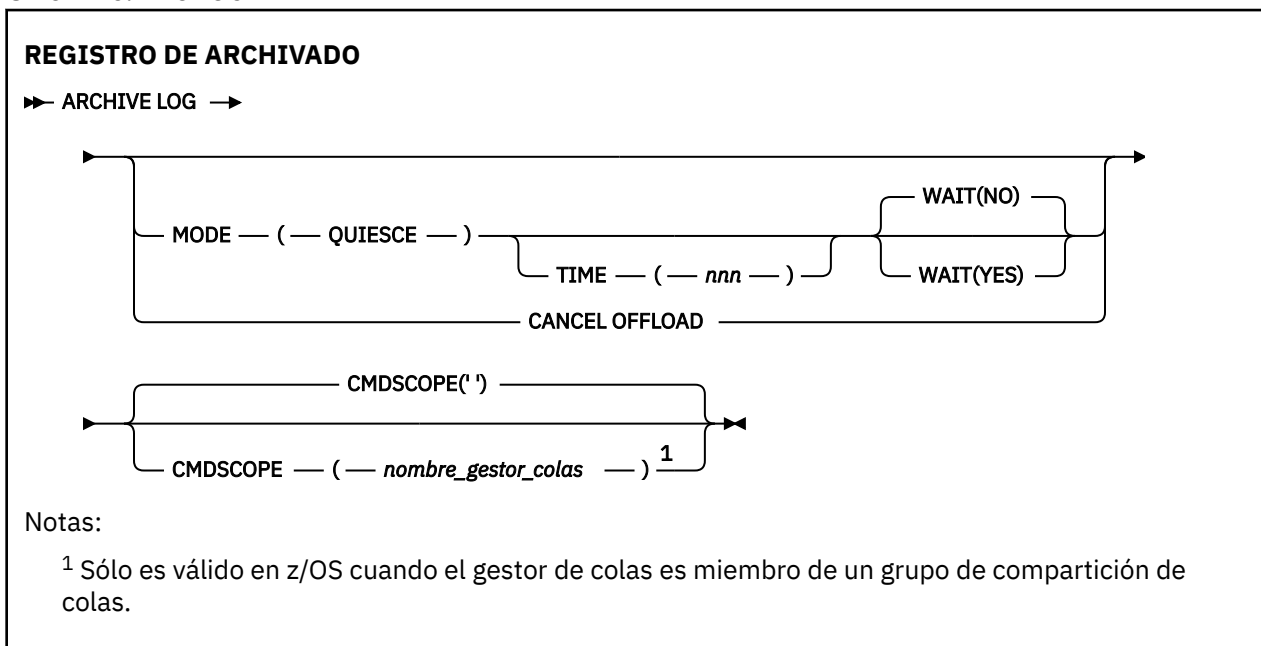 REGISTRO DE ARCHIVADO
ARCHIVE LOG
WAIT(NO)
MODE ( QUIESCE )
TIME ( nnn ) WAIT(YES)
CANCEL OFFLOAD
CMDSCOPE(' ')
CMDSCOPE ( nombre_gestor_colas ) 1
Notas:
1 Sólo es válido en z/OS cuando el gestor de colas es miembro de un grupo de compartición de
colas.